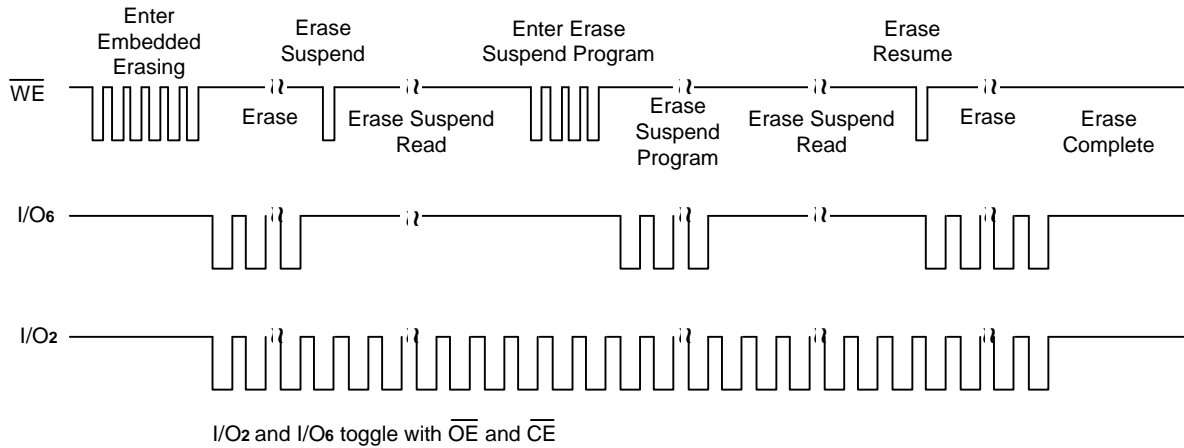 Enter
Embedded
Erasing
Erase
Suspend
Enter Erase
Suspend Program
Erase
Resume
WE
Erase
Erase Suspend
Read
Erase
Suspend
Program
Erase Suspend
Read
Erase
Erase
Complete
I/O6
I/O2
I/O2 and I/O6 toggle with OE and CE